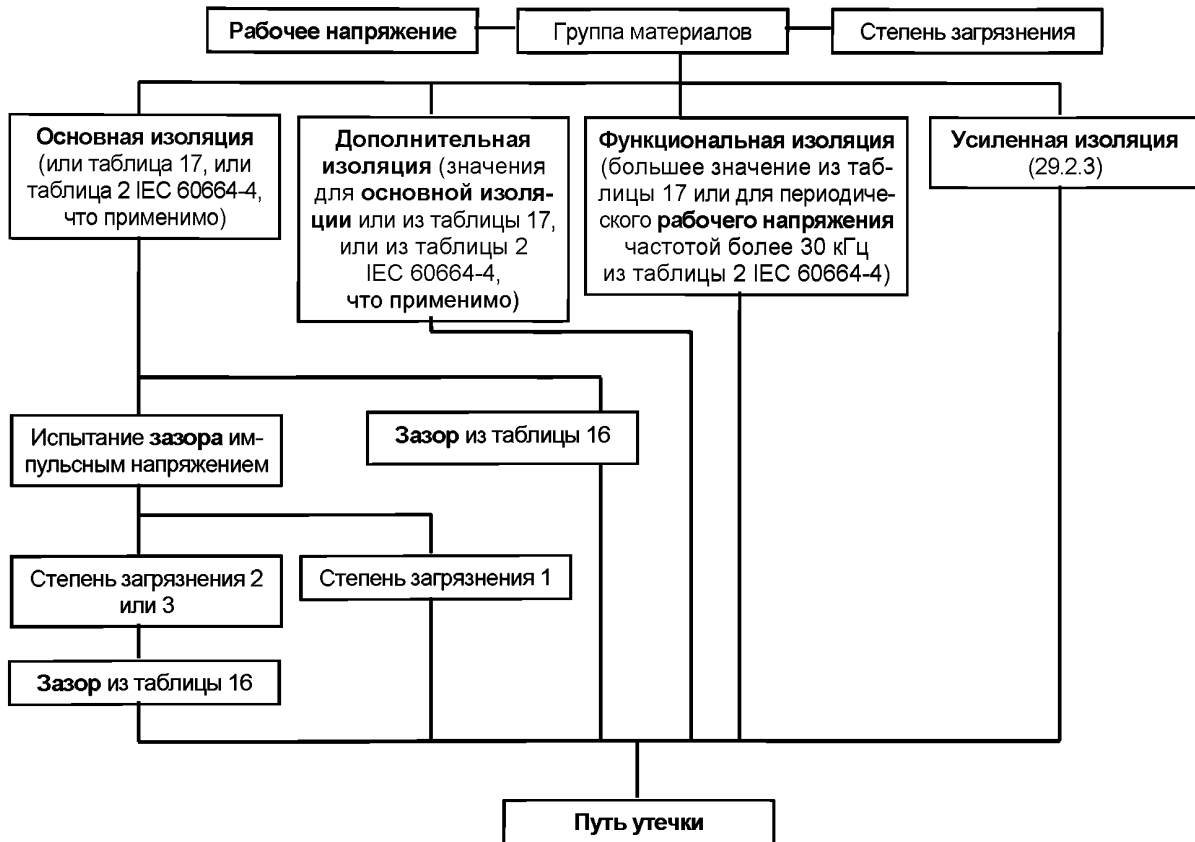 Рабочее напряжение
Группа материалов
Степень загрязнения
Основная изоляция
(или таблица 17, или
таблица 2 IEC 60664-4,
что применимо)
Дополнительная
изоляция (значения
для основной изоля-
ции или из таблицы 17,
или из таблицы 2
IEC 60664-4,
что применимо)
Функциональная изоляция
(большее значение из таб-
лицы 17 или для периодиче-
ского рабочего напряжения
частотой более 30 кГц
из таблицы 2 IEC 60664-4)
Усиленная изоляция
(29.2.3)
Испытание зазора им-
пульсным напряжением
Зазор из таблицы 16
Степень загрязнения 2
или 3
Степень загрязнения 1
Зазор из таблицы 16
Путь утечки